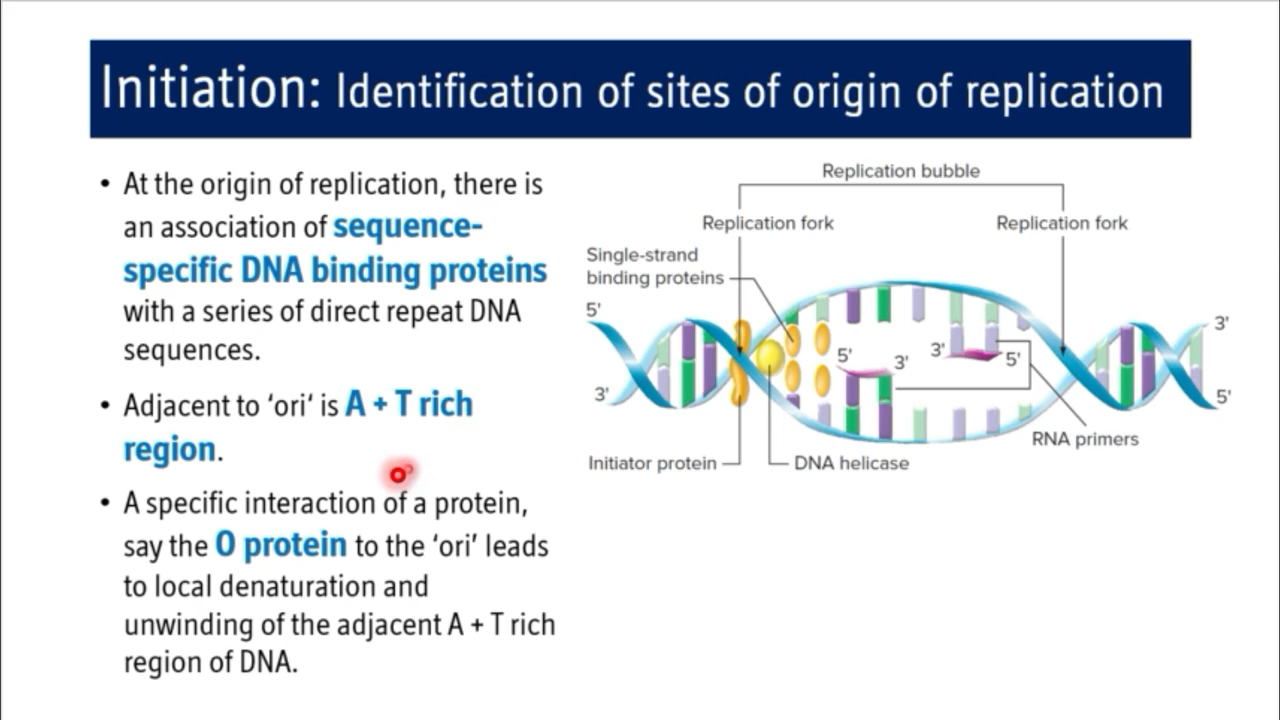 Initiation: Identification of sites of origin of replication
• At the origin of replication, there is
an association of sequence-
specific DNA binding proteins
with a series of direct repeat DNA
sequences.
• Adjacent to ‘ori‘ is A + T rich
region.
• A specific interaction of a protein,
say the O protein to the ‘ori’ leads
to local denaturation and
unwinding of the adjacent A + T rich
region of DNA.
Replication bubble
Replication fork
Replication fork
Single-strand
binding proteins
5'
3'
3'
5'
5'
3'
3'
5'
RNA primers
Initiator protein
DNA helicase